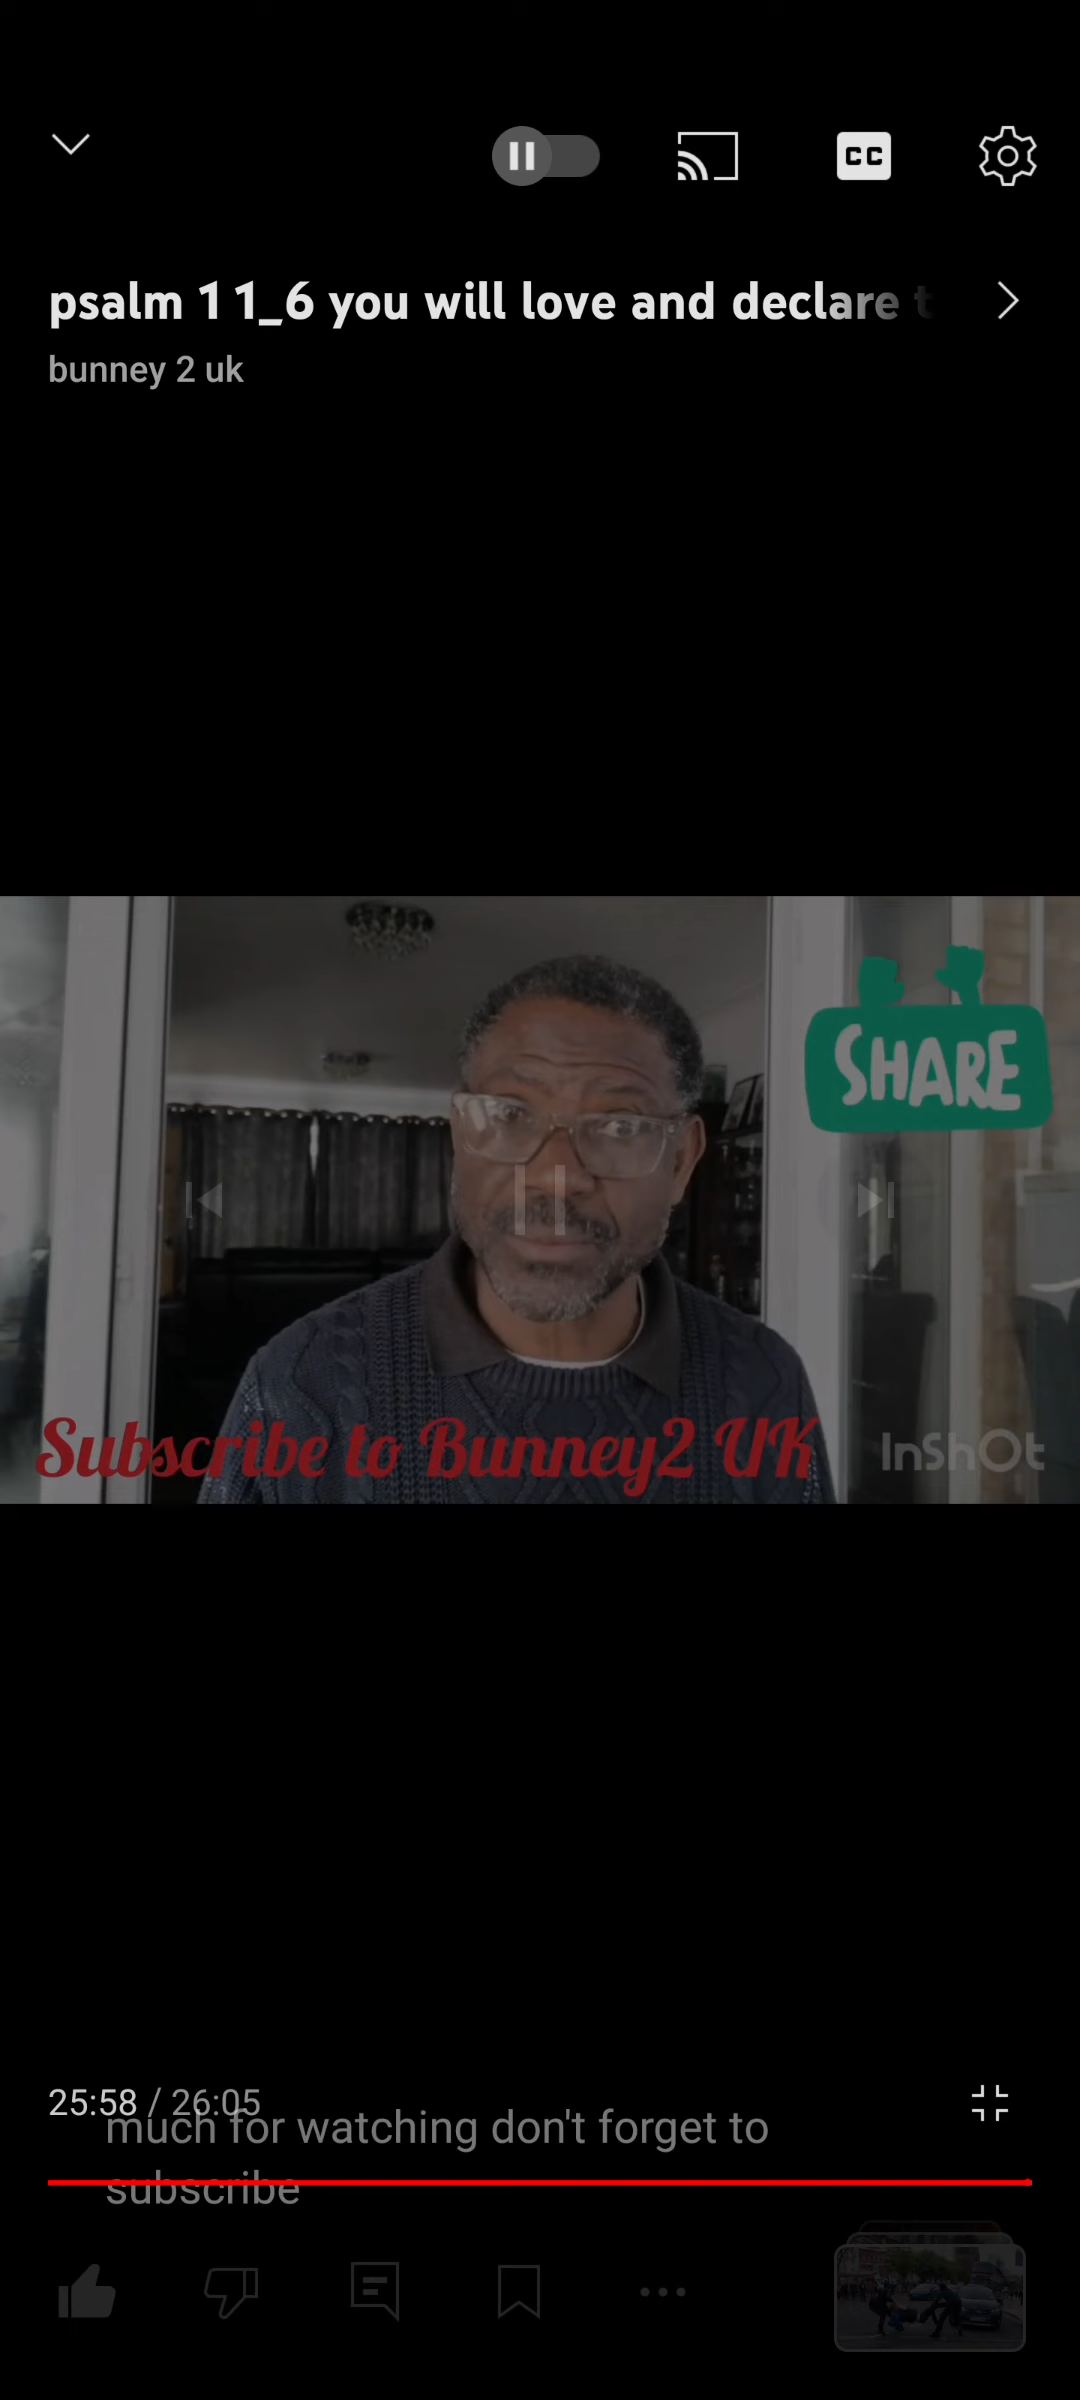 CC
psalm 1 1_6 you will love and declare t
bunney 2 uk
SHARE
Subscribe to Bunney2 UK
InShOt
25:58 / 26:05
much for watching don't forget to
subscribe